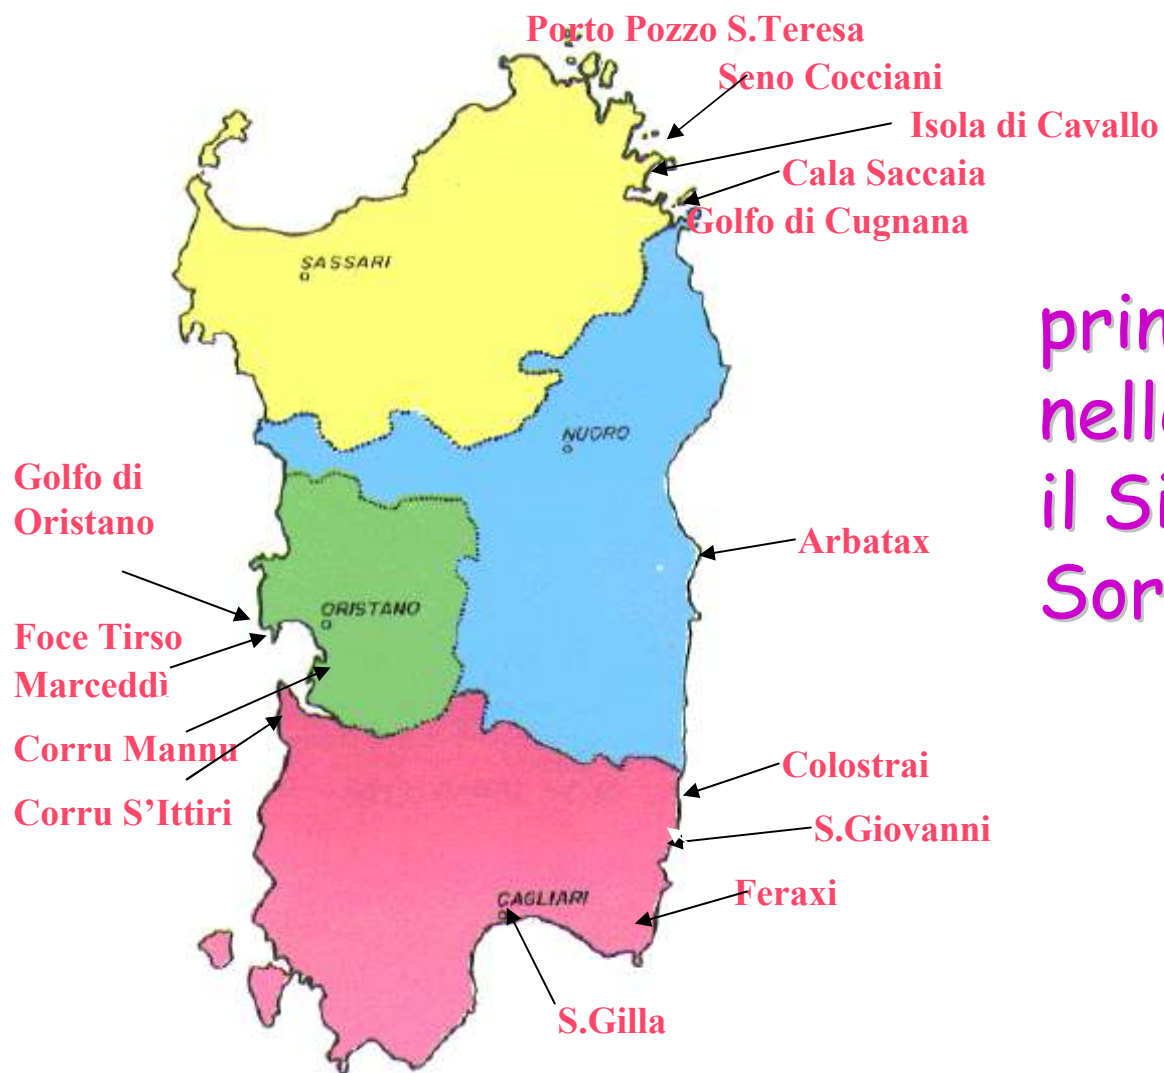 Porto Pozzo S.Teresa
Seno Cocciani
Isola di Cavallo
Cala Saccaia
Golfo di Cugnana
SASSARI
NUORO
Golfo di
Oristano
Arbatax
ORISTANO
Foce Tirso
Marceddì
Corru Mannu
Corru S’Ittiri
Colostrai
S.Giovanni
Feraxi
CAGLIARI
S.Gilla
il